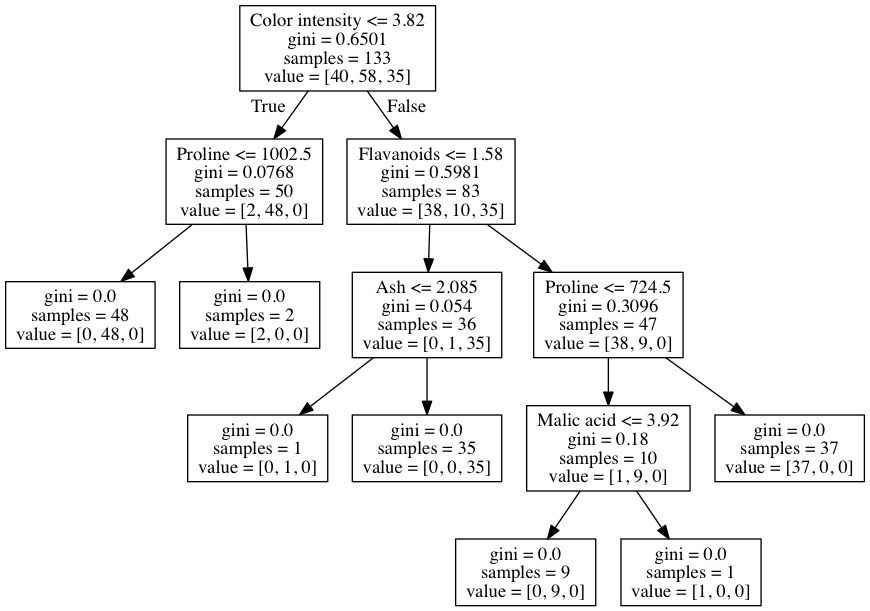 Color intensity <= 3.82
gini = 0.6501
samples = 133
value = [40, 58, 35]
True
False
Proline <= 1002.5
gini = 0.0768
samples = 50
value = [2, 48, 0]
Flavanoids <= 1.58
gini = 0.5981
samples = 83
value = [38, 10, 35]
gini = 0.0
samples = 48
value = [0, 48, 0]
gini = 0.0
samples = 2
value = [2, 0, 0]
Ash <= 2.085
gini = 0.054
samples = 36
value = [0, 1, 35]
Proline <= 724.5
gini = 0.3096
samples = 47
value = [38, 9, 0]
gini = 0.0
samples = 1
value = [0, 1, 0]
gini = 0.0
samples = 35
value = [0, 0, 35]
Malic acid <= 3.92
gini = 0.18
samples = 10
value = [1, 9, 0]
gini = 0.0
samples = 37
value = [37, 0, 0]
gini = 0.0
samples = 9
value = [0, 9, 0]
gini = 0.0
samples = 1
value = [1, 0, 0]